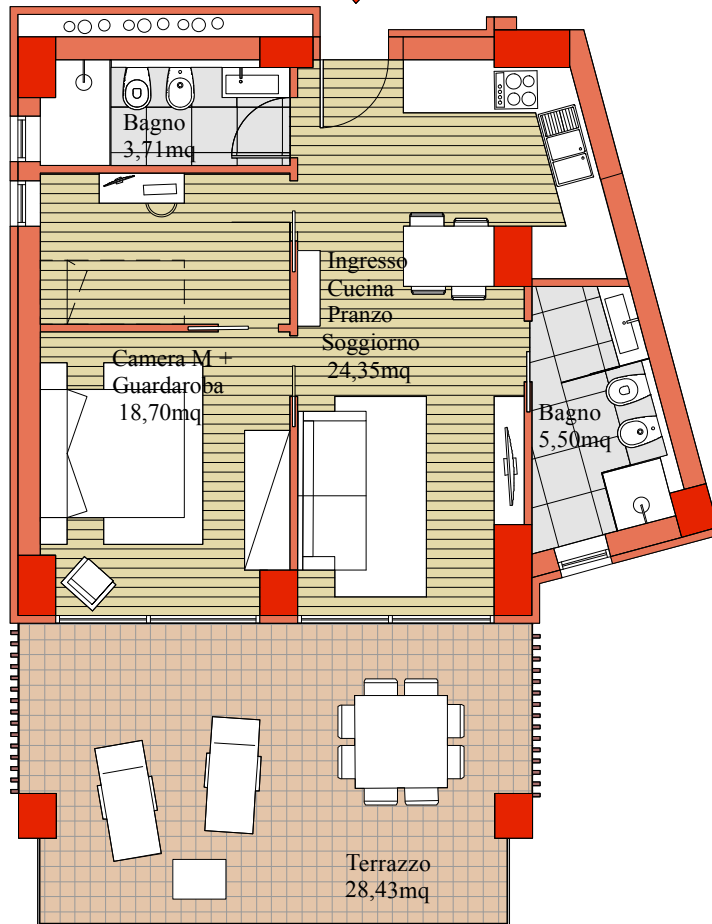 Bagno
3,71mq
Ingresso
Cucina
Pranzo
Soggiorno
24,35mq
Camera M +
Guardaroba
18,70mq
Bagno
5,50mq
Terrazzo
28,43mq